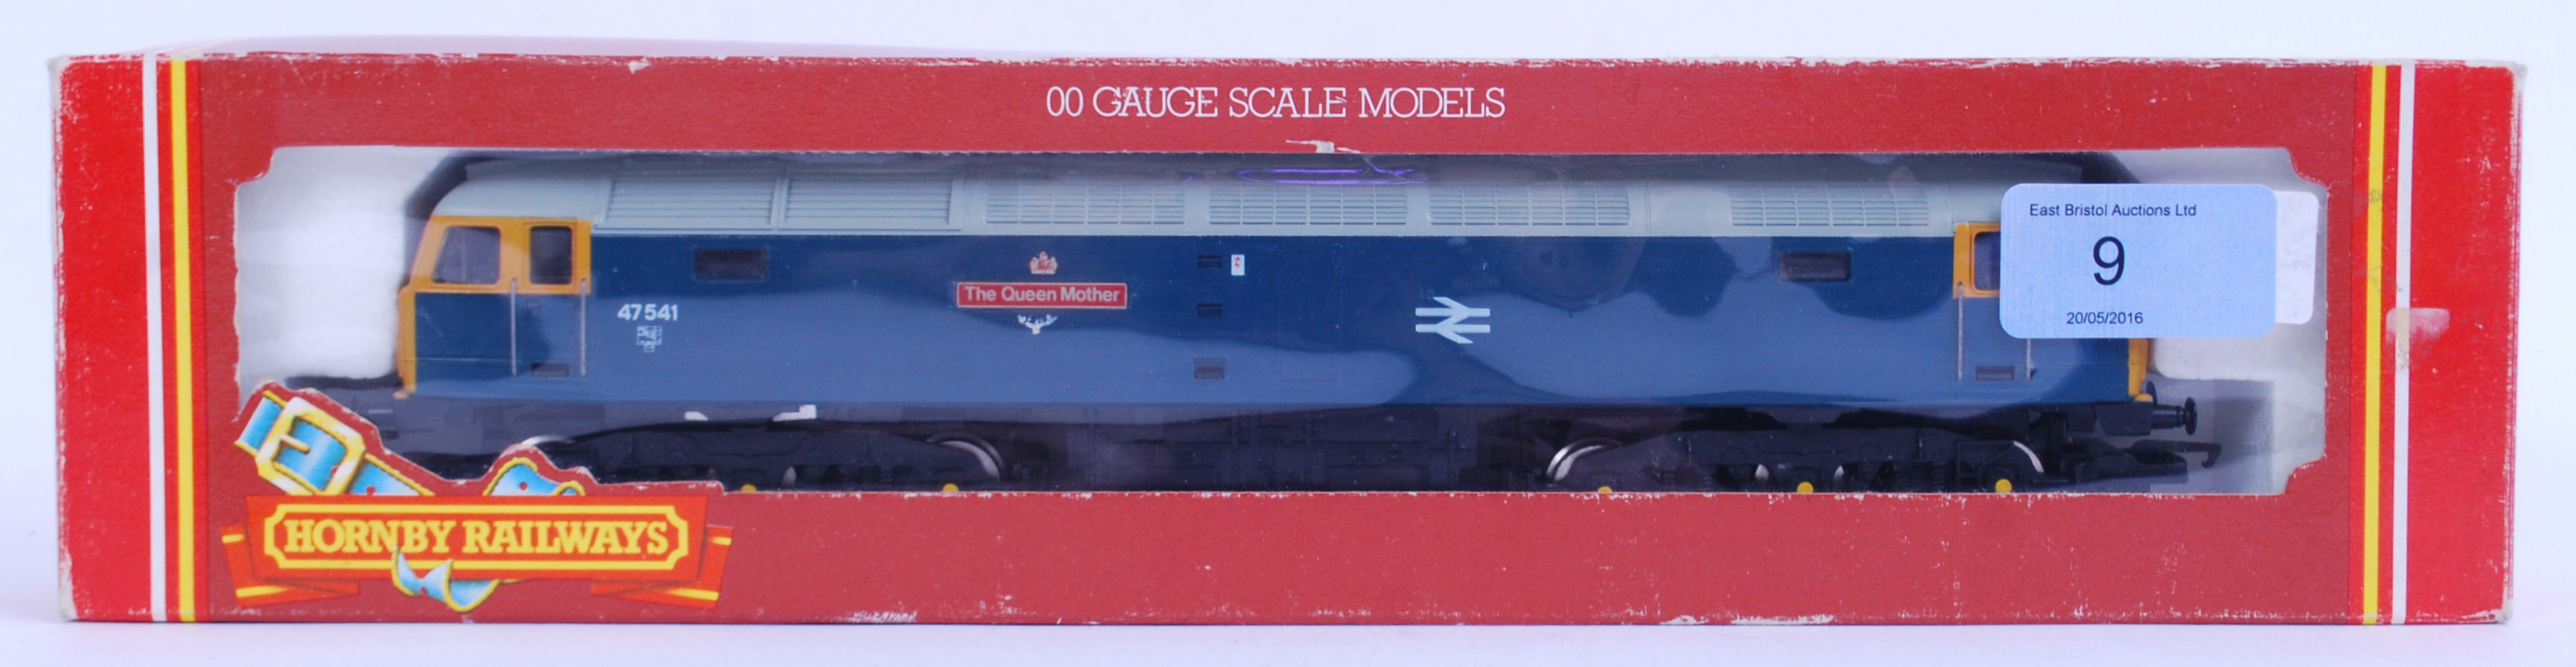 00 GAUGE SCALE MODELS
East Bristol Auctions Ltd
9
20/05/2016
The Queen Mother
47541
HORNBY RAILWAYS